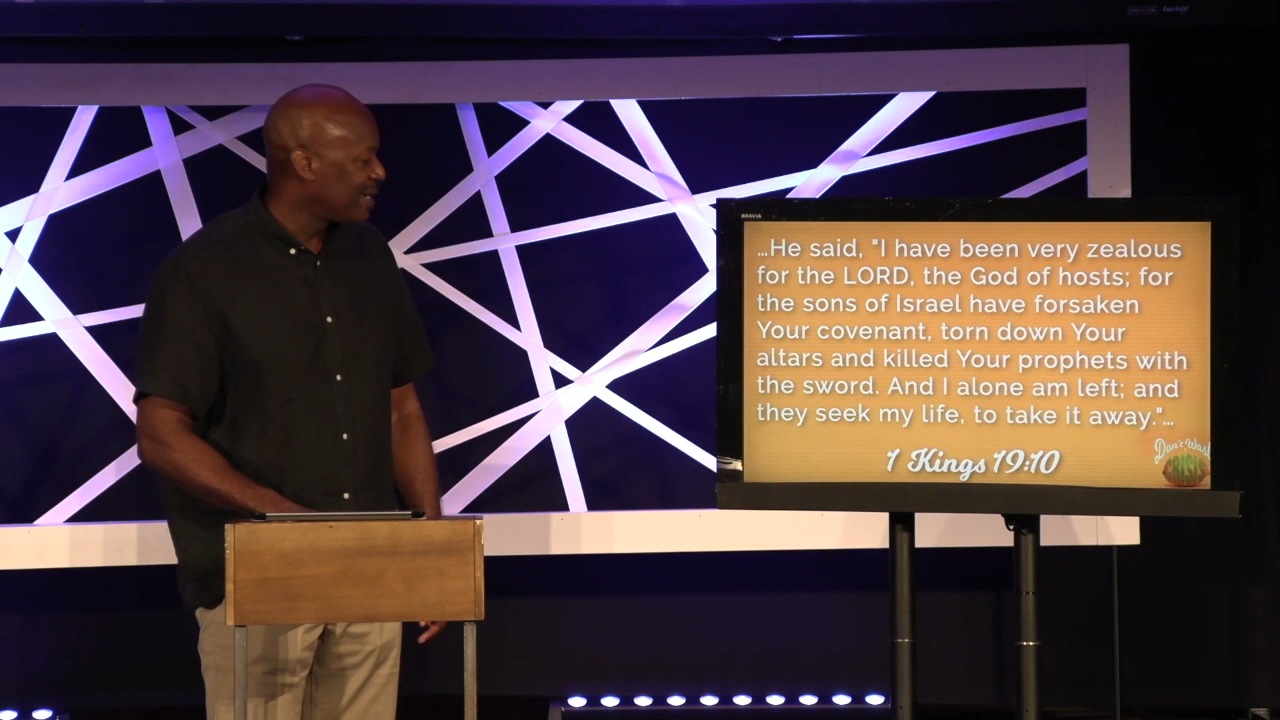 BRAVIA
…He said, "I have been very zealous
for the LORD, the God of hosts; for
the sons of Israel have forsaken
Your covenant, torn down Your
altars and killed Your prophets with
the sword. And I alone am left; and
they seek my life, to take it away."…
1 Kings 19:10
Don't